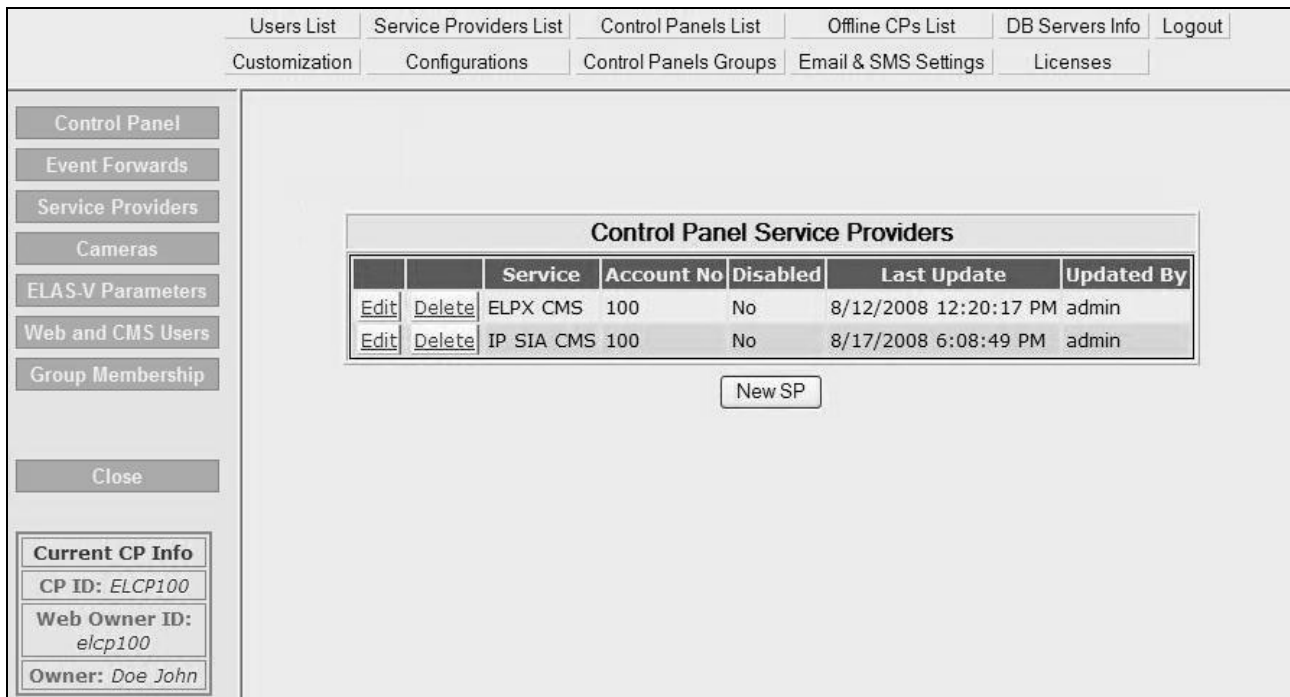 Users List Service Providers List Control Panels List Offline CPs List DB Servers Info Logout
Customization Configurations Control Panels Groups Email & SMS Settings Licenses
Control Panel
Event Forwards
Service Providers
Cameras
ELAS-V Parameters
Web and CMS Users
Group Membership
Close
Current CP Info
CP ID: ELCP100
Web Owner ID:
elcp100
Owner: Doe John
Control Panel Service Providers
Service Account No Disabled Last Update Updated By
Edit Delete ELPX CMS 100 No 8/12/2008 12:20:17 PM admin
Edit Delete IP SIA CMS 100 No 8/17/2008 6:08:49 PM admin
New SP